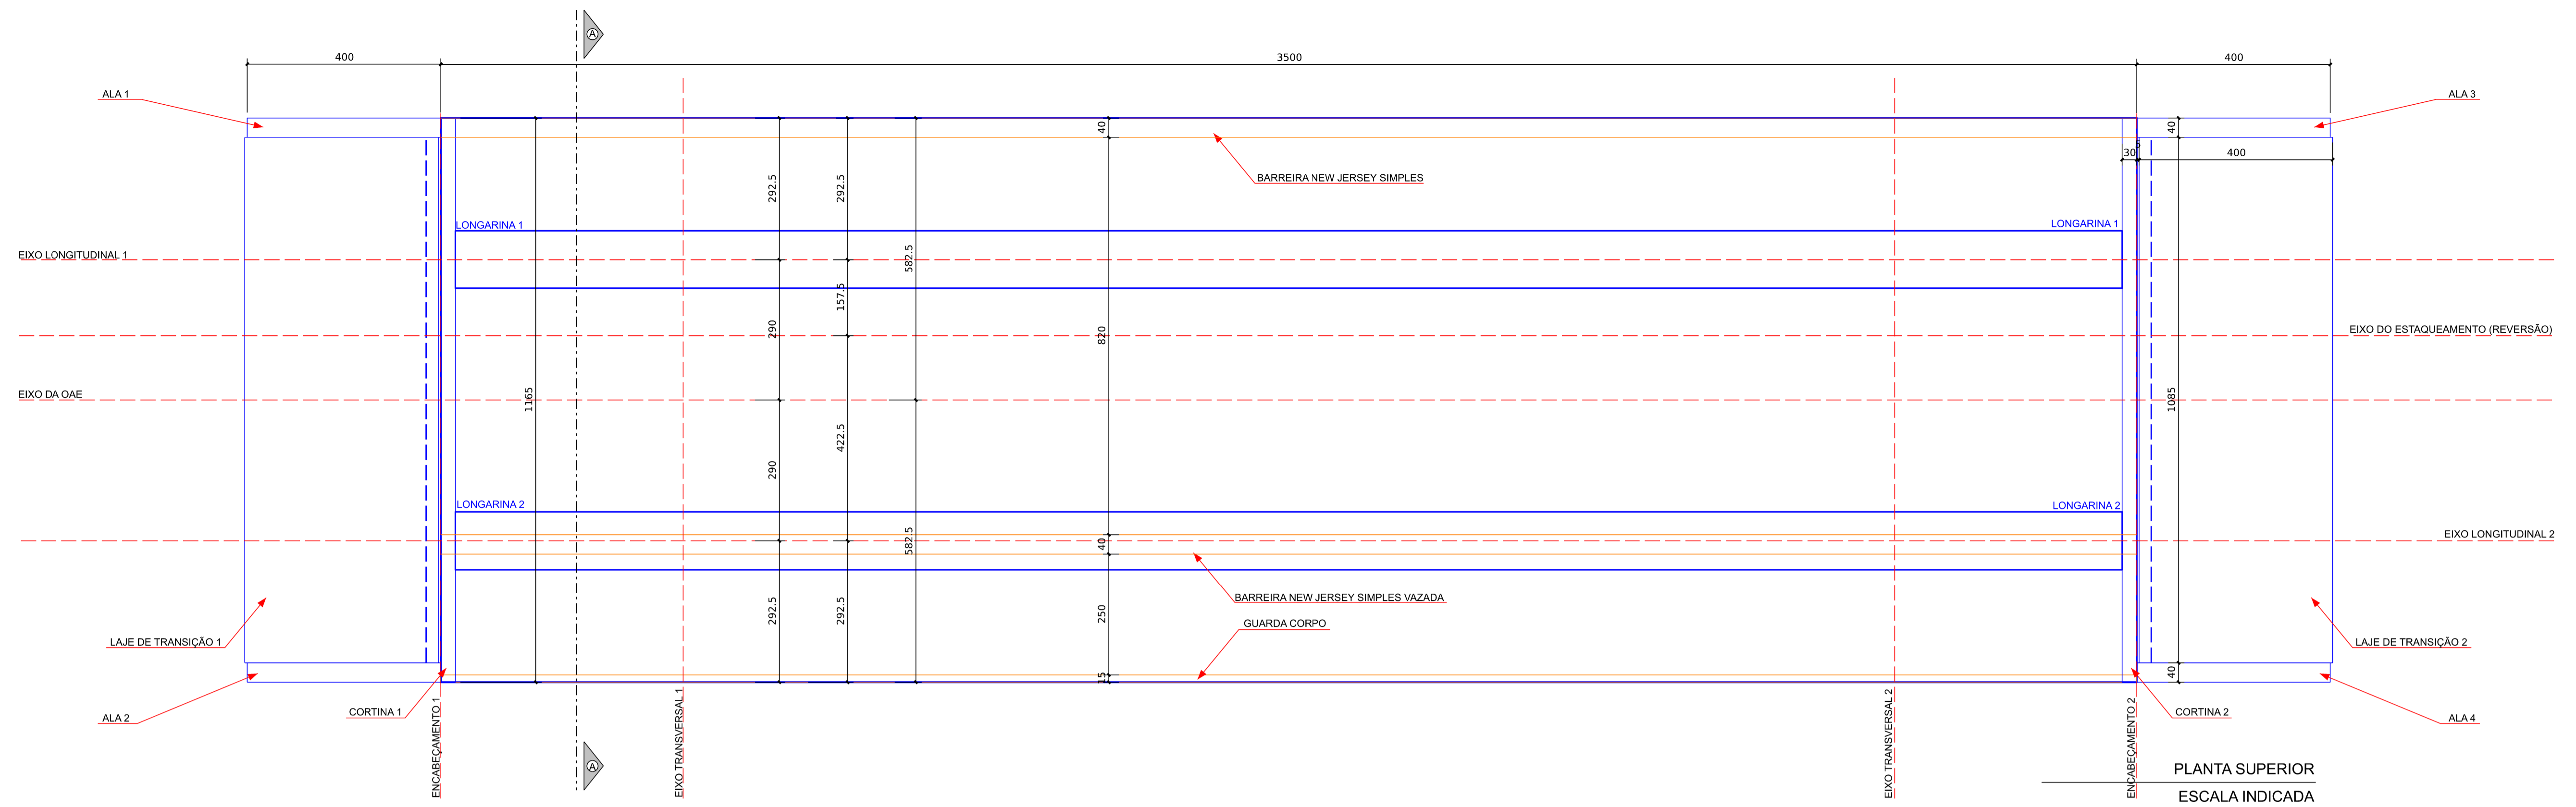 A
400
3500
400
ALA 1
ALA 3
40
40
5
30
400
BARREIRA NEW JERSEY SIMPLES
292.5
292.5
LONGARINA 1
LONGARINA 1
EIXO LONGITUDINAL 1
582.5
157.5
290
820
EIXO DO ESTAQUEAMENTO (REVERSÃO)
EIXO DA OAE
1165
1085
422.5
290
LONGARINA 2
LONGARINA 2
582.5
40
EIXO LONGITUDINAL 2
BARREIRA NEW JERSEY SIMPLES VAZADA
292.5
292.5
250
GUARDA CORPO
LAJE DE TRANSIÇÃO 1
LAJE DE TRANSIÇÃO 2
15
40
CORTINA 1
CORTINA 2
ALA 2
ALA 4
ENCABEÇAMENTO 1
EIXO TRANSVERSAL 1
EIXO TRANSVERSAL 2
ENCABEÇAMENTO 2
A
PLANTA SUPERIOR
ESCALA INDICADA